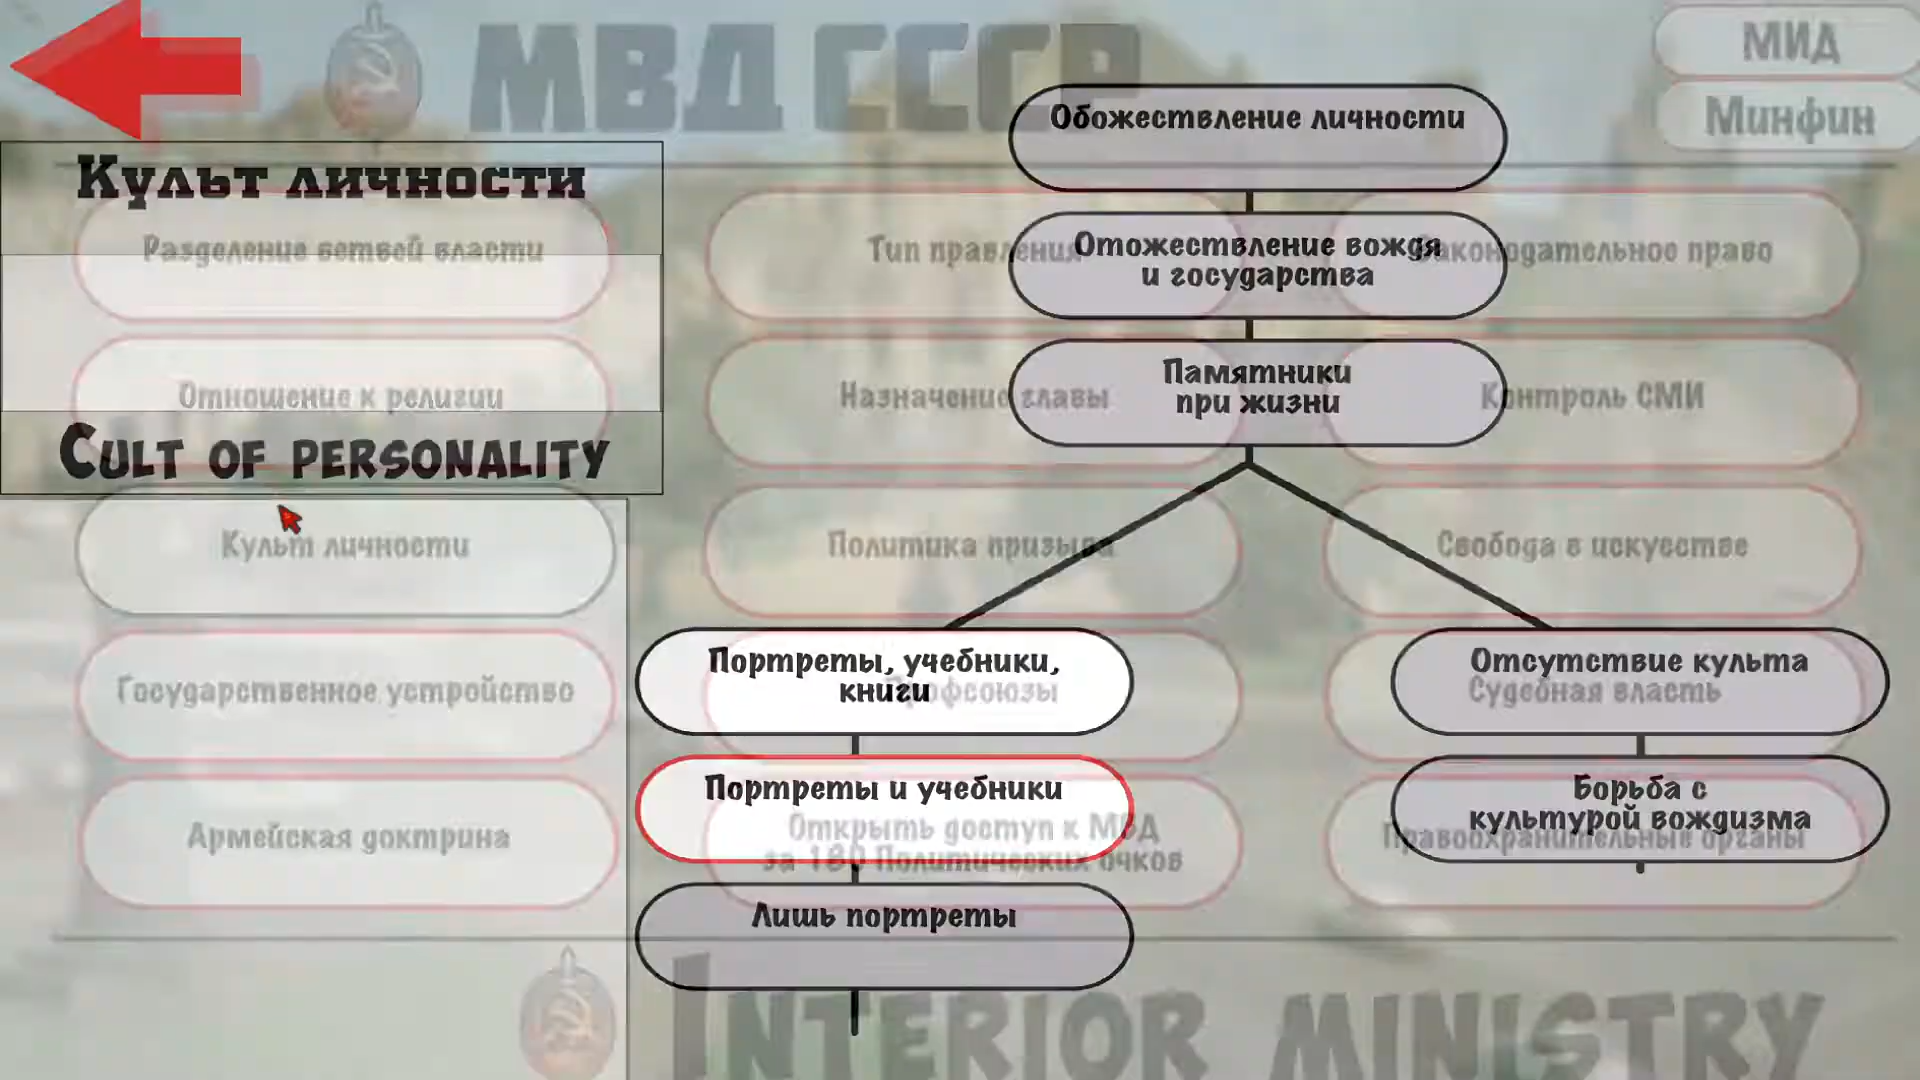 МВД СССР
МИД
Минфин
Обожествление личности
Культ личности
Разделение ветвей власти
Тип правления
Отождествление вождя
и государства
Законодательное право
Памятники
при жизни
Отношение к религии
Назначение главы
Контроль СМИ
Cult of personality
Культ личности
Политика призыва
Свобода в искусстве
Портреты, учебники,
книги
Отсутствие культа
Государственное устройство
Профсоюзы
Судебная власть
Портреты и учебники
Борьба с
культурой вождизма
Армейская доктрина
Открыть доступ к МВД
за 180 Политических очков
Правоохранительные органы
Лишь портреты
Interior ministry